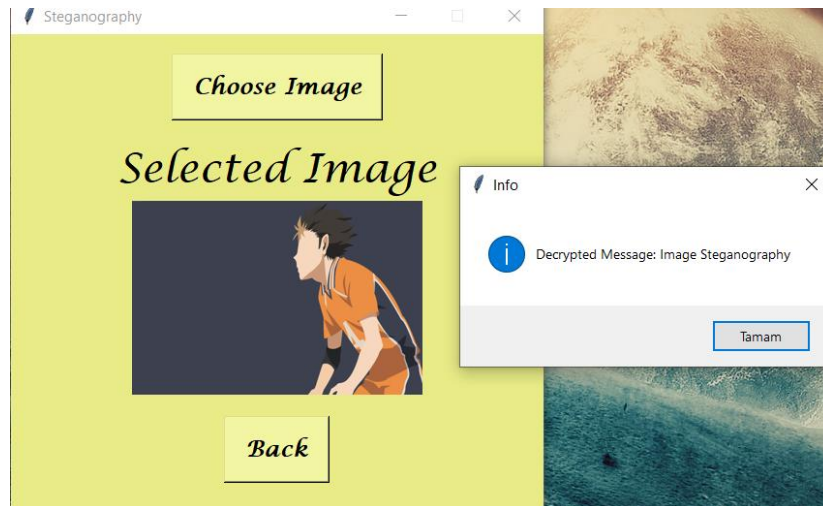 Steganography
Choose Image
Selected Image
Back
Info
Decrypted Message: Image Steganography
Tamam